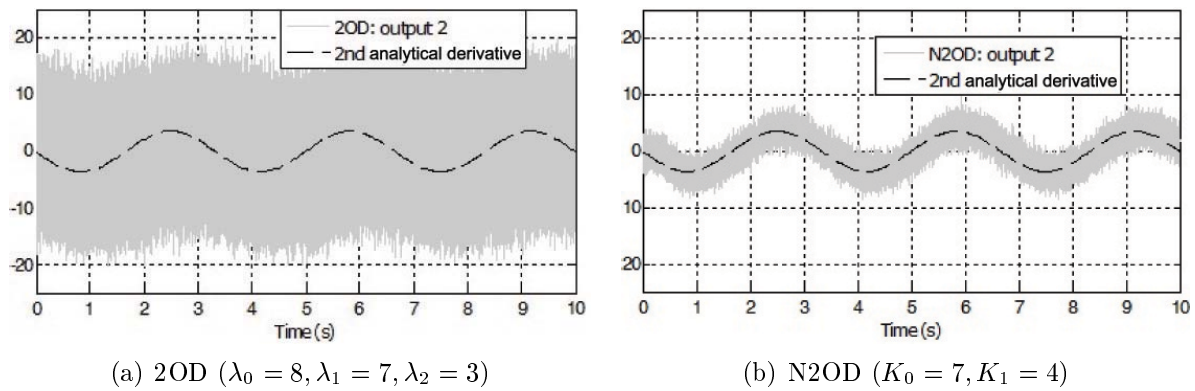 2OD: output 2
2nd analytical derivative
20
10
0
-10
-20
0 1 2 3 4 5 6 7 8 9 10
Time(s)
(a) 2OD (λ₀ = 8, λ₁ = 7, λ₂ = 3)
N2OD: output 2
2nd analytical derivative
20
10
0
10
20
0 1 2 3 4 5 6 7 8 9 10
Time(s)
(b) N2OD (K₀ = 7, K₁ = 4)